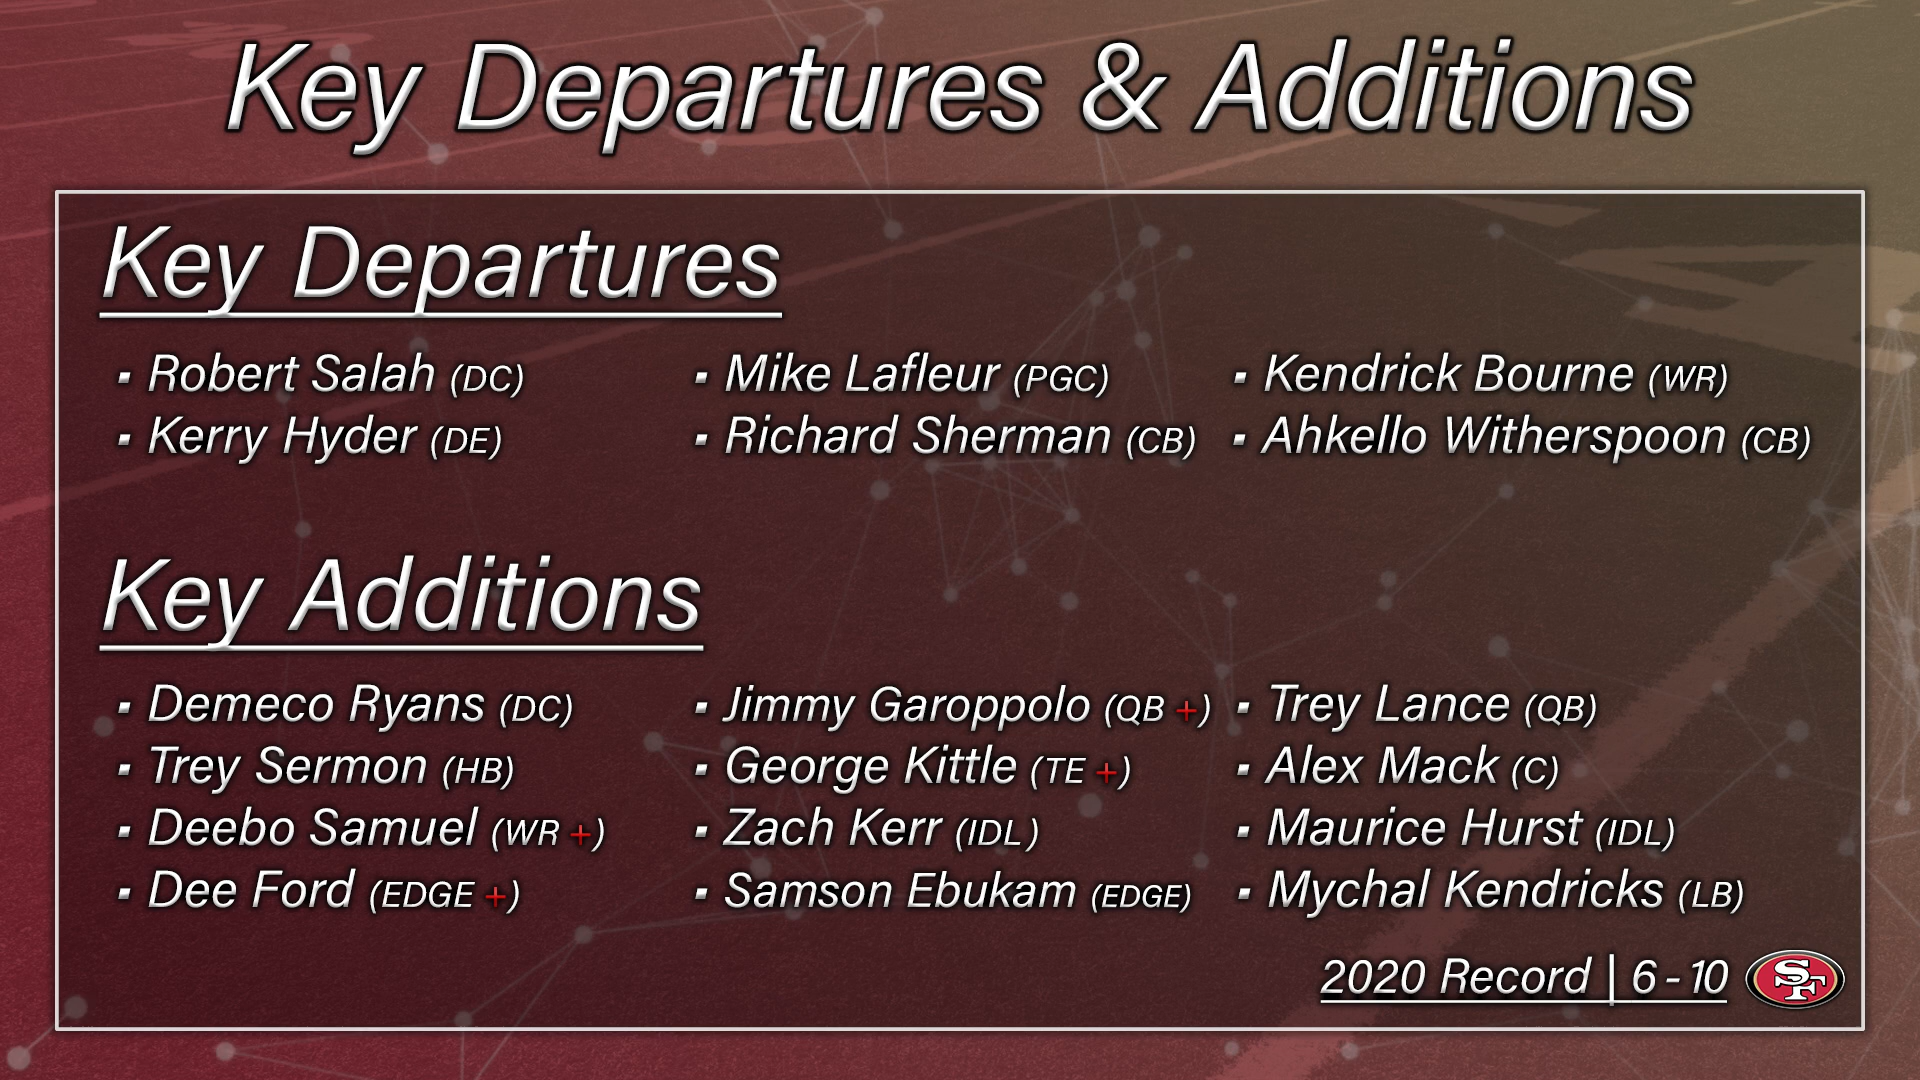 Key Departures & Additions
Key Departures
▪ Robert Salah (DC) ▪ Mike Lafleur (PGC) ▪ Kendrick Bourne (WR)
▪ Kerry Hyder (DE) ▪ Richard Sherman (CB) ▪ Ahkello Witherspoon (CB)
Key Additions
▪ Demeco Ryans (DC) ▪ Jimmy Garoppolo (QB +) ▪ Trey Lance (QB)
▪ Trey Sermon (HB) ▪ George Kittle (TE +) ▪ Alex Mack (C)
▪ Deebo Samuel (WR +) ▪ Zach Kerr (IDL) ▪ Maurice Hurst (IDL)
▪ Dee Ford (EDGE +) ▪ Samson Ebukam (EDGE) ▪ Mychal Kendricks (LB)
2020 Record | 6 - 10 SF